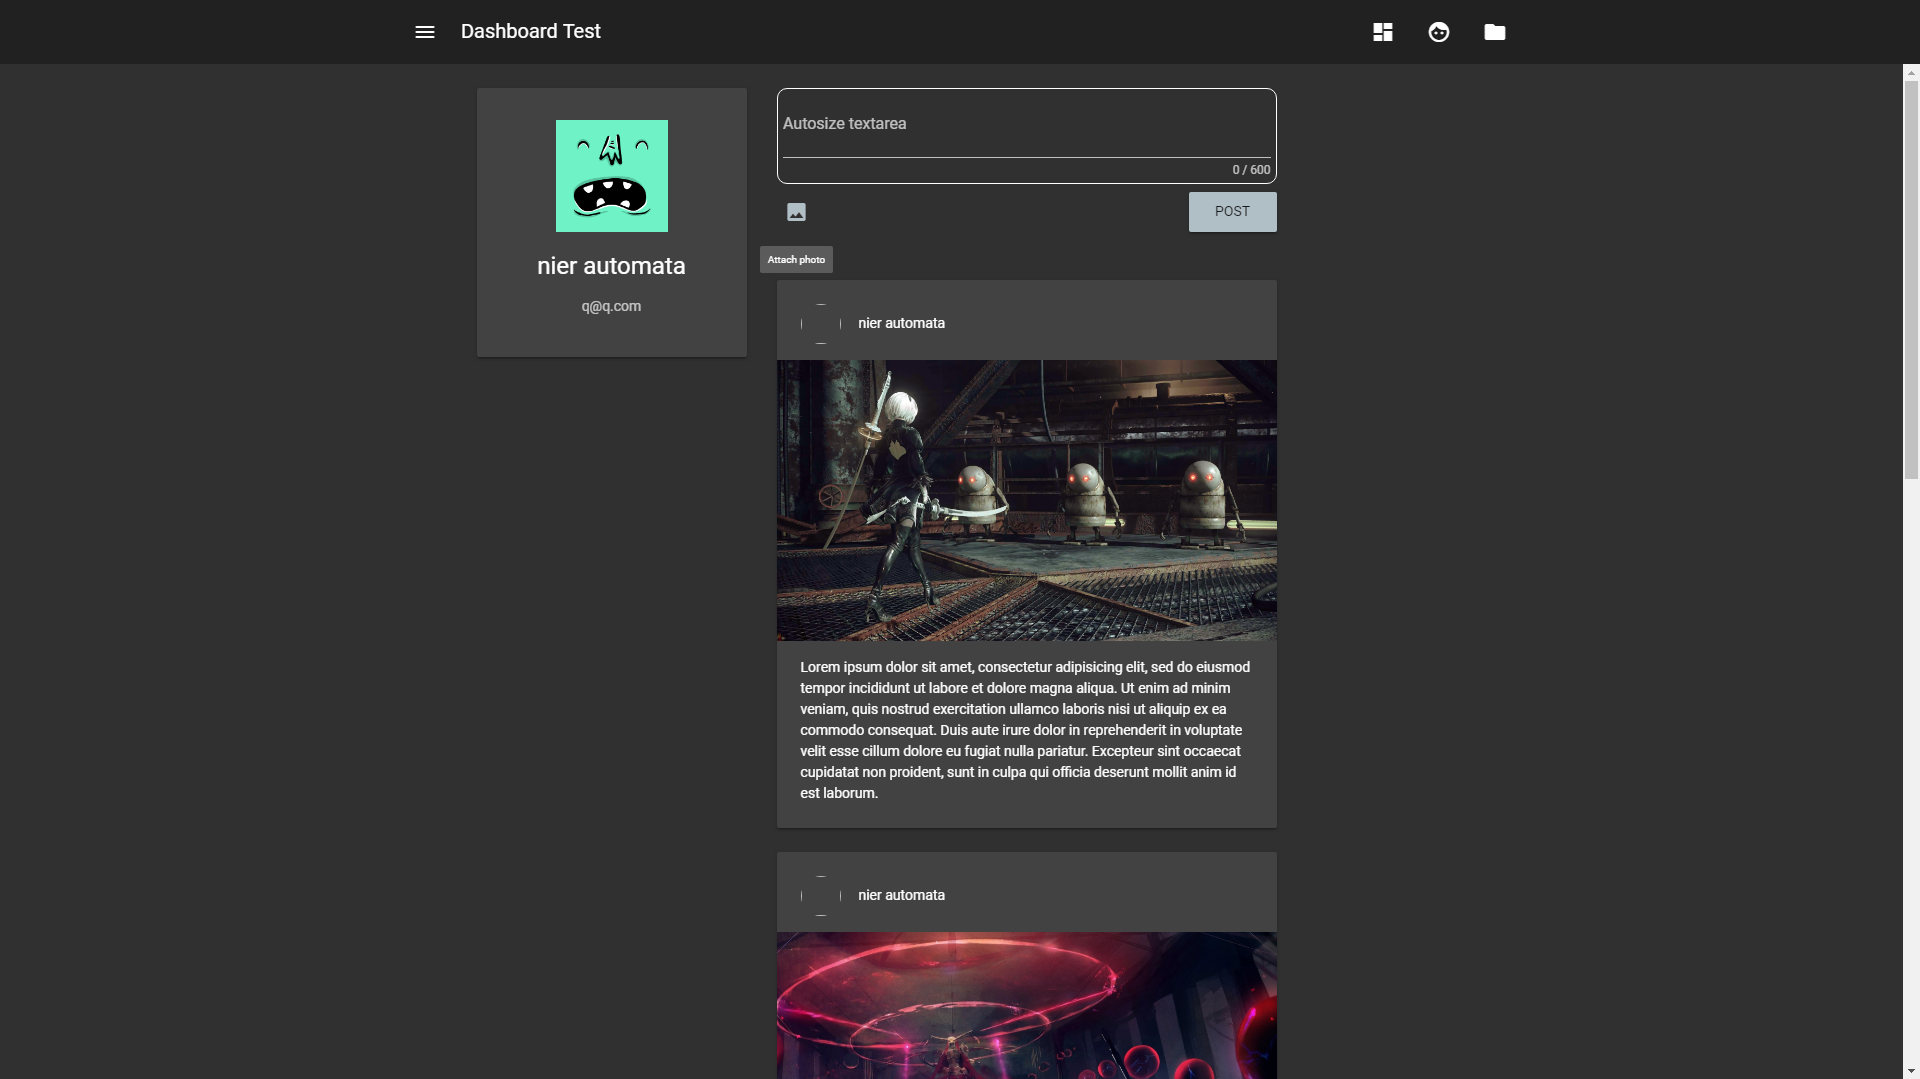 Dashboard Test
nier automata
q@q.com
Autosize textarea
0 / 600
POST
Attach photo
nier automata
Lorem ipsum dolor sit amet, consectetur adipisicing elit, sed do eiusmod
tempor incididunt ut labore et dolore magna aliqua. Ut enim ad minim
veniam, quis nostrud exercitation ullamco laboris nisi ut aliquip ex ea
commodo consequat. Duis aute irure dolor in reprehenderit in voluptate
velit esse cillum dolore eu fugiat nulla pariatur. Excepteur sint occaecat
cupidatat non proident, sunt in culpa qui officia deserunt mollit anim id
est laborum.
nier automata